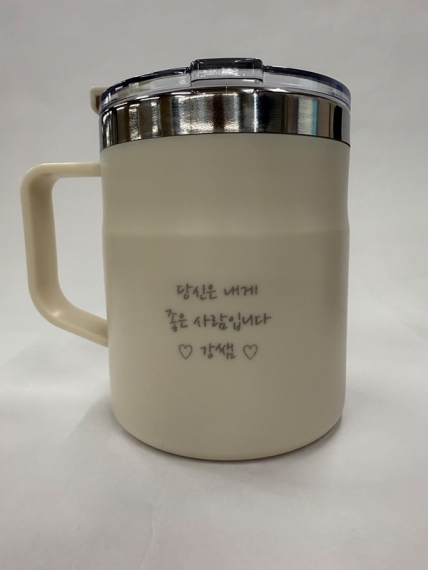 당신은 내게
좋은 사람입니다
♡ 강쌤 ♡